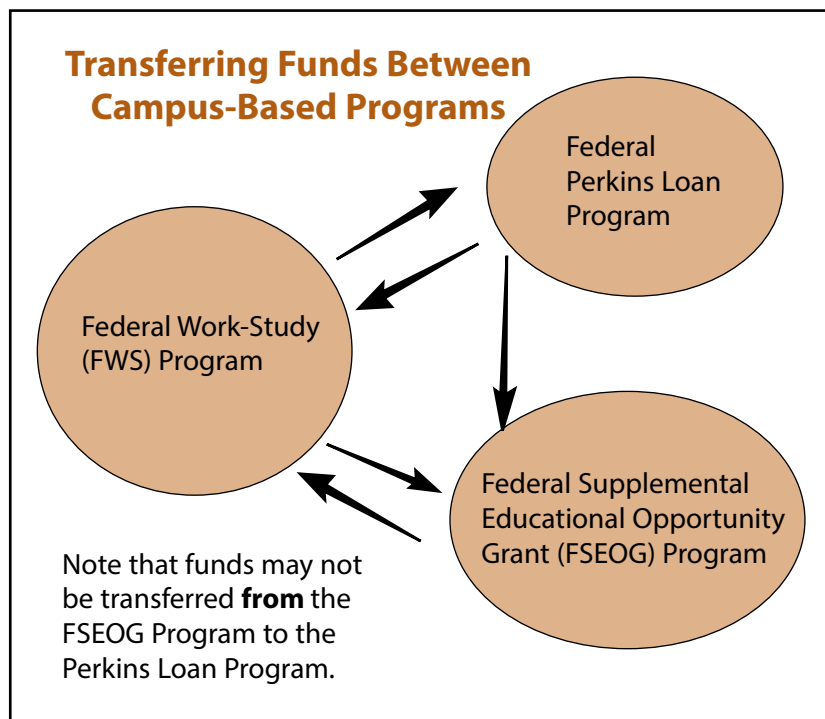 Transferring Funds Between
Campus-Based Programs
Federal
Perkins Loan
Program
Federal Work-Study
(FWS) Program
Federal Supplemental
Educational Opportunity
Grant (FSEOG) Program
Note that funds may not
be transferred from the
FSEOG Program to the
Perkins Loan Program.